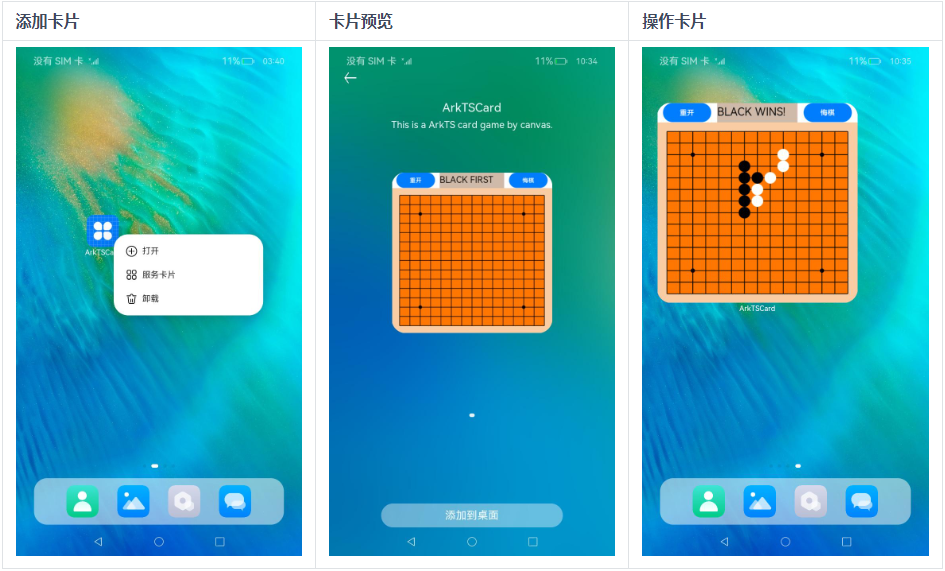 添加卡片
卡片预览
操作卡片
没有 SIM 卡
11%
03:40
ArkTSCa
打开
服务卡片
卸载
没有 SIM 卡
11%
10:34
ArkTSCard
This is a ArkTS card game by canvas.
重开
BLACK FIRST
悔棋
添加到桌面
没有 SIM 卡
11%
10:35
重开
BLACK WINS!
悔棋
ArkTSCard